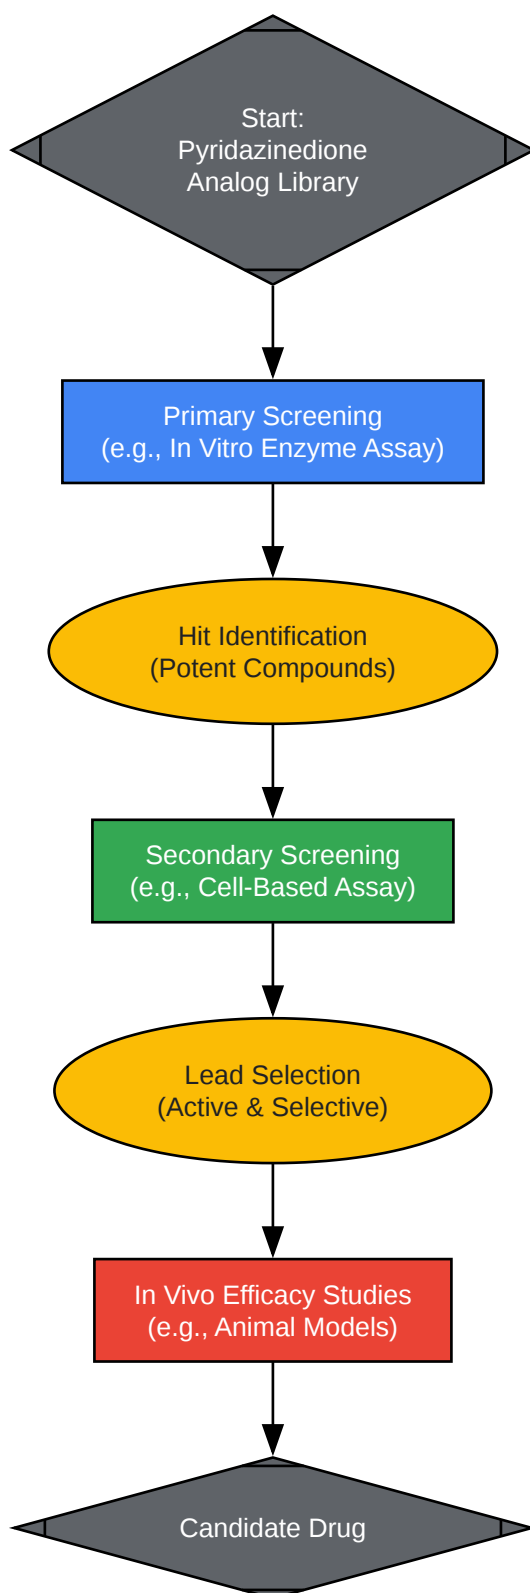 Start:
Pyridazinedione
Analog Library
Primary Screening
(e.g., In Vitro Enzyme Assay)
Hit Identification
(Potent Compounds)
Secondary Screening
(e.g., Cell-Based Assay)
Lead Selection
(Active & Selective)
In Vivo Efficacy Studies
(e.g., Animal Models)
Candidate Drug